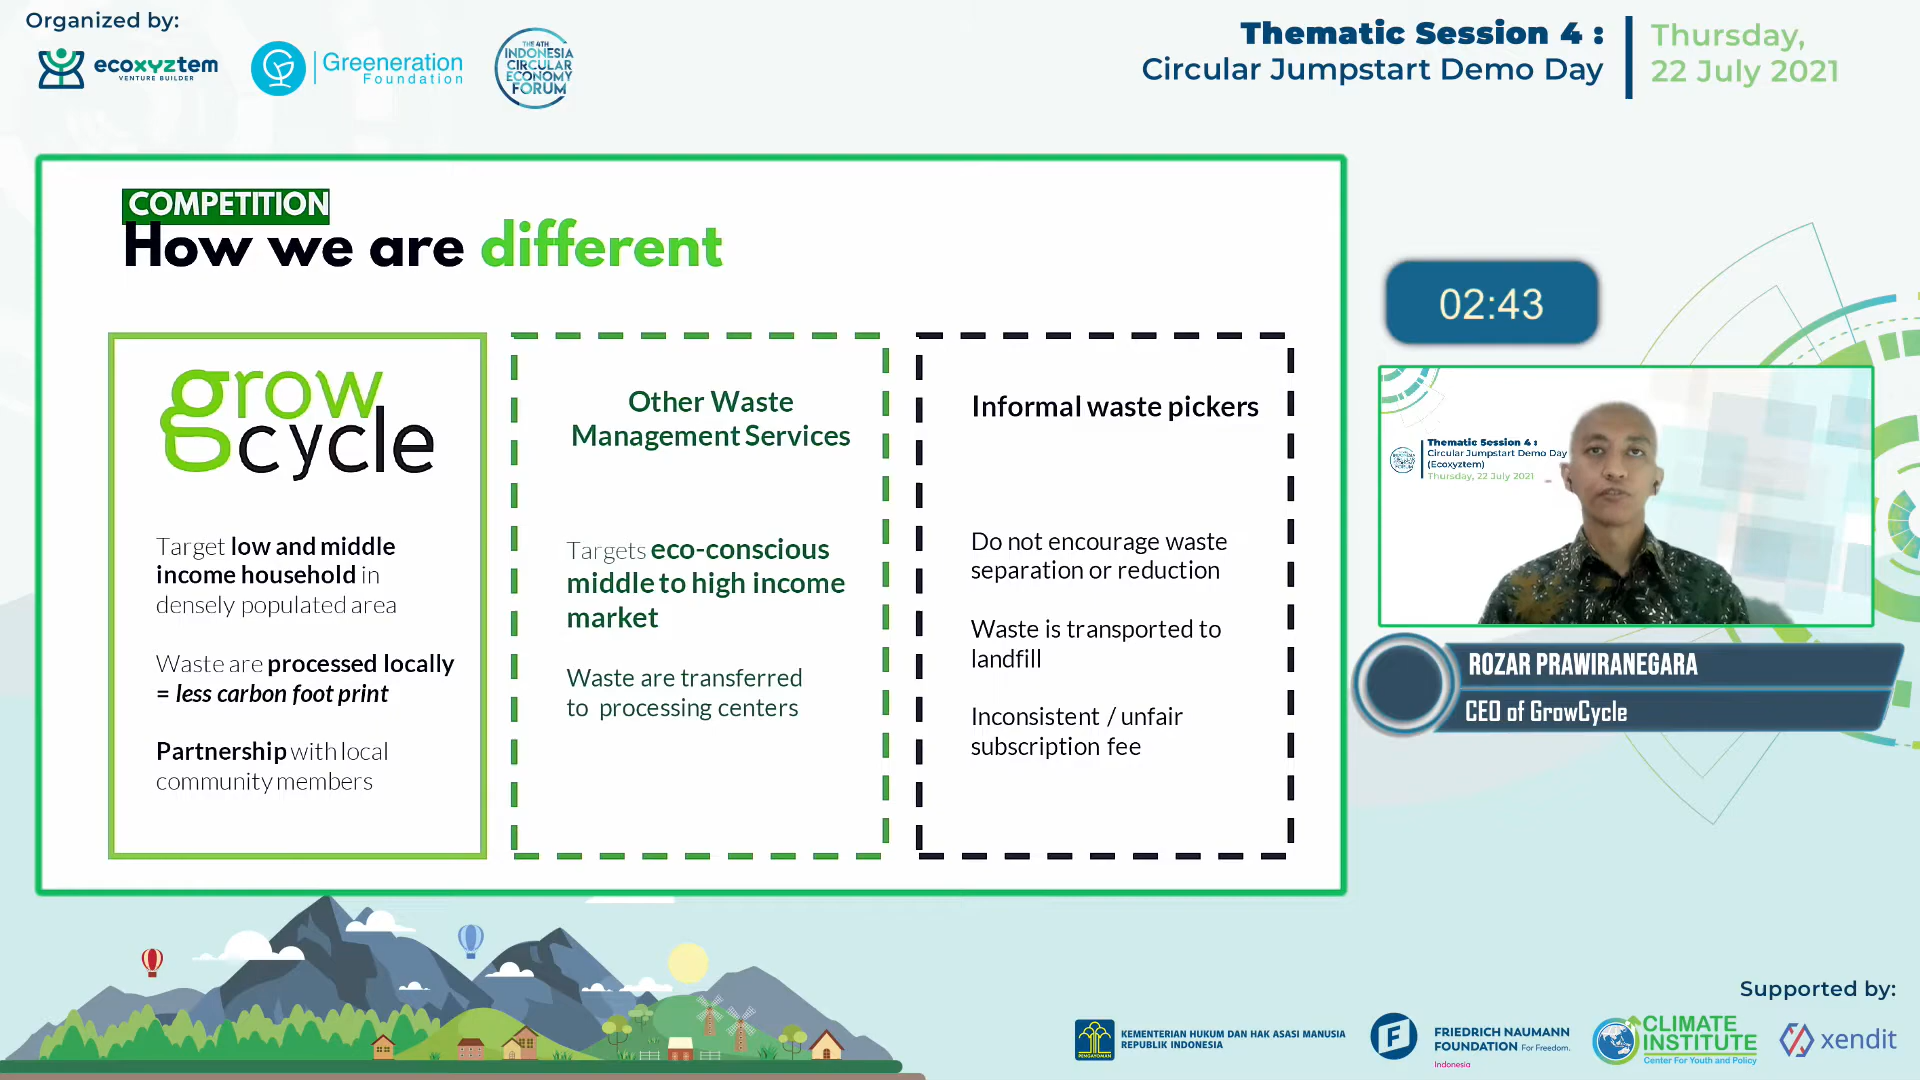 Organized by:
ecoxyztem
VENTURE BUILDER
Greeneration
Foundation
THE 4TH
INDONESIA
CIRCULAR
ECONOMY
FORUM
Thematic Session 4 :
Circular Jumpstart Demo Day
Thursday,
22 July 2021
COMPETITION
How we are different
grow
cycle
Target low and middle
income household in
densely populated area
Waste are processed locally
= less carbon foot print
Partnership with local
community members
Other Waste
Management Services
Targets eco-conscious
middle to high income
market
Waste are transferred
to processing centers
Informal waste pickers
Do not encourage waste
separation or reduction
Waste is transported to
landfill
Inconsistent / unfair
subscription fee
02:43
Thematic Session 4 :
Circular Jumpstart Demo Day
(Ecoxyztem)
Thursday, 22 July 2021
ROZAR PRAWIRANEGARA
CEO of GrowCycle
Supported by:
PENGAYOMAN
KEMENTERIAN HUKUM DAN HAK ASASI MANUSIA
REPUBLIK INDONESIA
FRIEDRICH NAUMANN
FOUNDATION For Freedom.
Indonesia
CLIMATE
INSTITUTE
Center For Youth and Policy
xendit